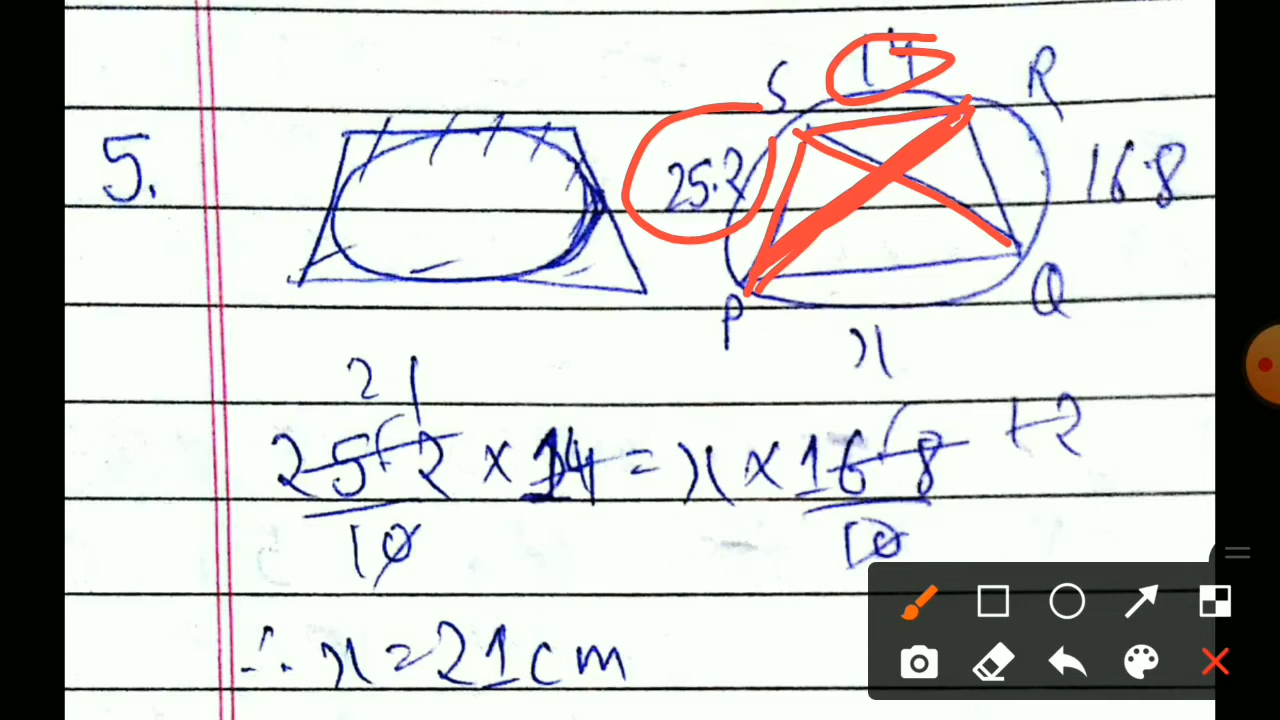 5.
S 14 R
25.2 16.8
P Q
x
21
25.2/10 × 14 = x × 16.8/10 12
∴ x = 21 cm